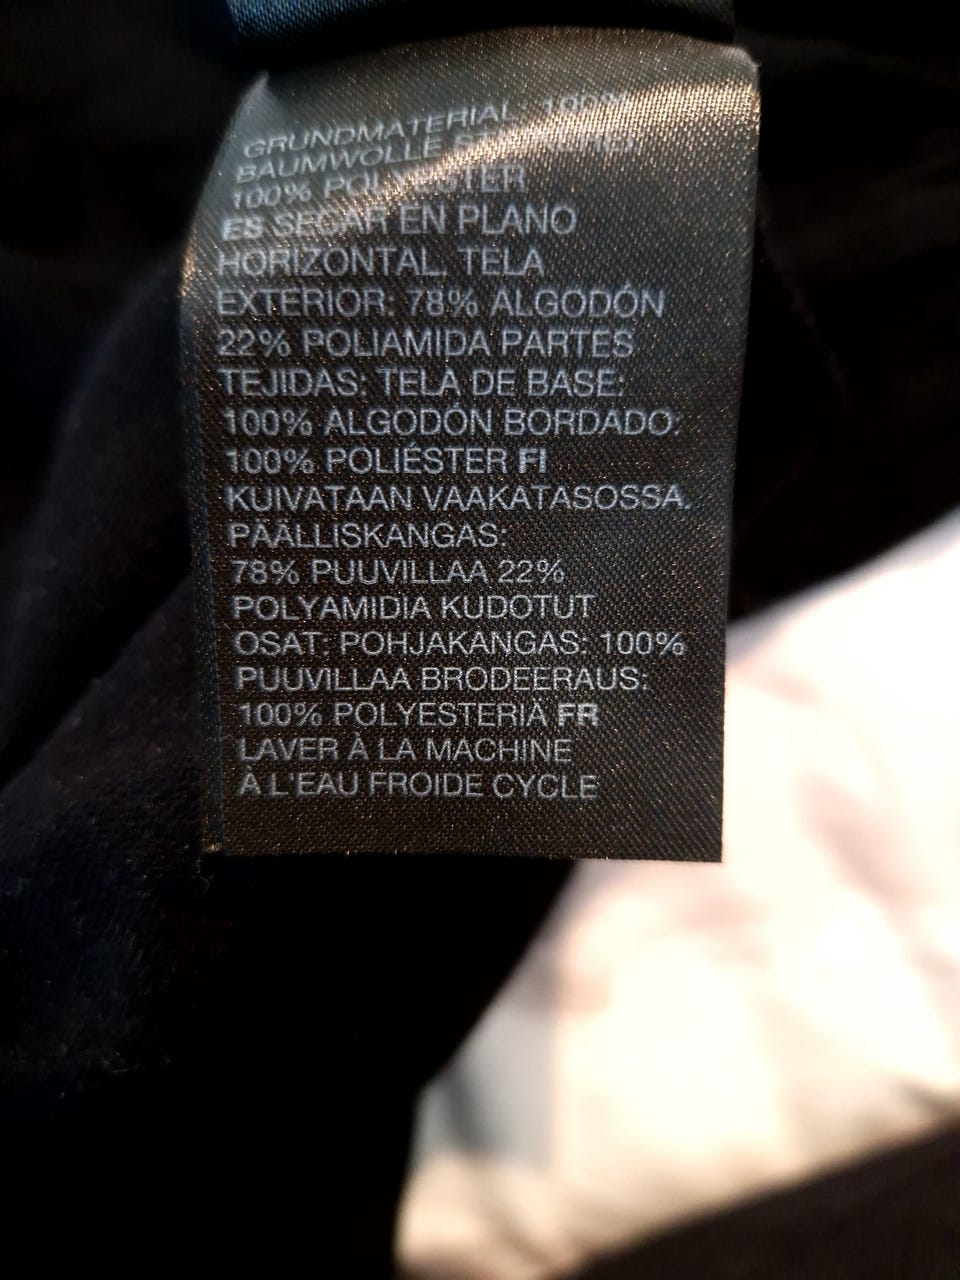 GRUNDMATERIAL: 100%
BAUMWOLLE
100% POLYESTER
ES SECAR EN PLANO
HORIZONTAL. TELA
EXTERIOR: 78% ALGODÓN
22% POLIAMIDA PARTES
TEJIDAS: TELA DE BASE:
100% ALGODÓN BORDADO:
100% POLIÉSTER FI
KUIVATAAN VAAKATASOSSA.
PÄÄLLISKANGAS:
78% PUUVILLAA 22%
POLYAMIDIA KUDOTUT
OSAT: POHJAKANGAS: 100%
PUUVILLAA BRODEERAUS:
100% POLYESTERIÄ FR
LAVER À LA MACHINE
À L'EAU FROIDE CYCLE